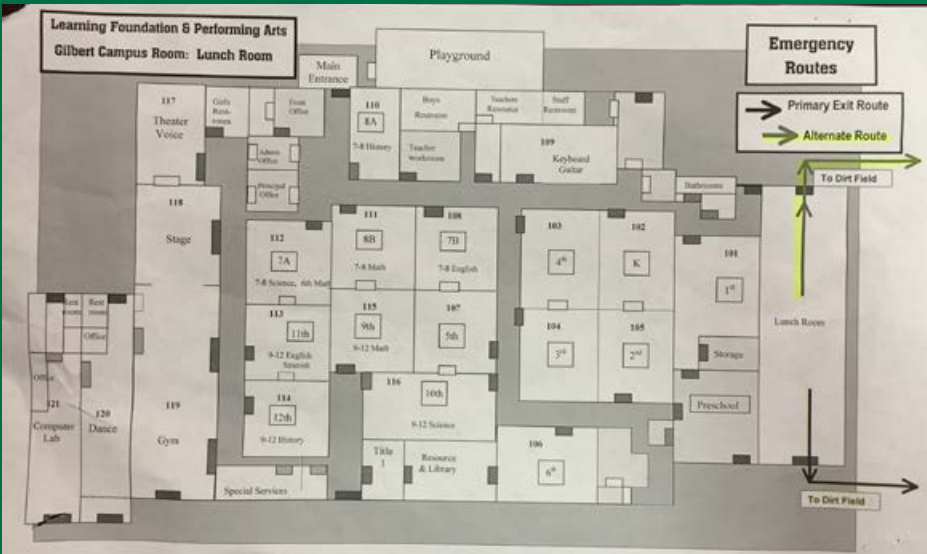 Learning Foundation & Performing Arts
Gilbert Campus Room: Lunch Room
Main
Entrance
Playground
Emergency
Routes
Primary Exit Route
Alternate Route
To Dirt Field
117
Theater
Voice
Girls
Rest-
room
Front
Office
110
8A
7-8 History
Boys
Restroom
Teacher
Workroom
Teachers
Resource
Staff
Restroom
109
Keyboard
Guitar
Admin
Office
Principal
Office
Bathrooms
118
Stage
112
7A
7-8 Science, 6th Math
111
8B
7-8 Math
108
7B
7-8 English
103
4th
102
K
101
1st
Lunch Room
Rest
room
Rest
room
Office
113
11th
9-12 English
Spanish
115
9th
9-12 Math
107
5th
104
3rd
105
2nd
Storage
Office
121
Computer
Lab
120
Dance
119
Gym
114
12th
9-12 History
116
10th
9-12 Science
Preschool
Title
1
Resource
& Library
106
6th
Special Services
To Dirt Field